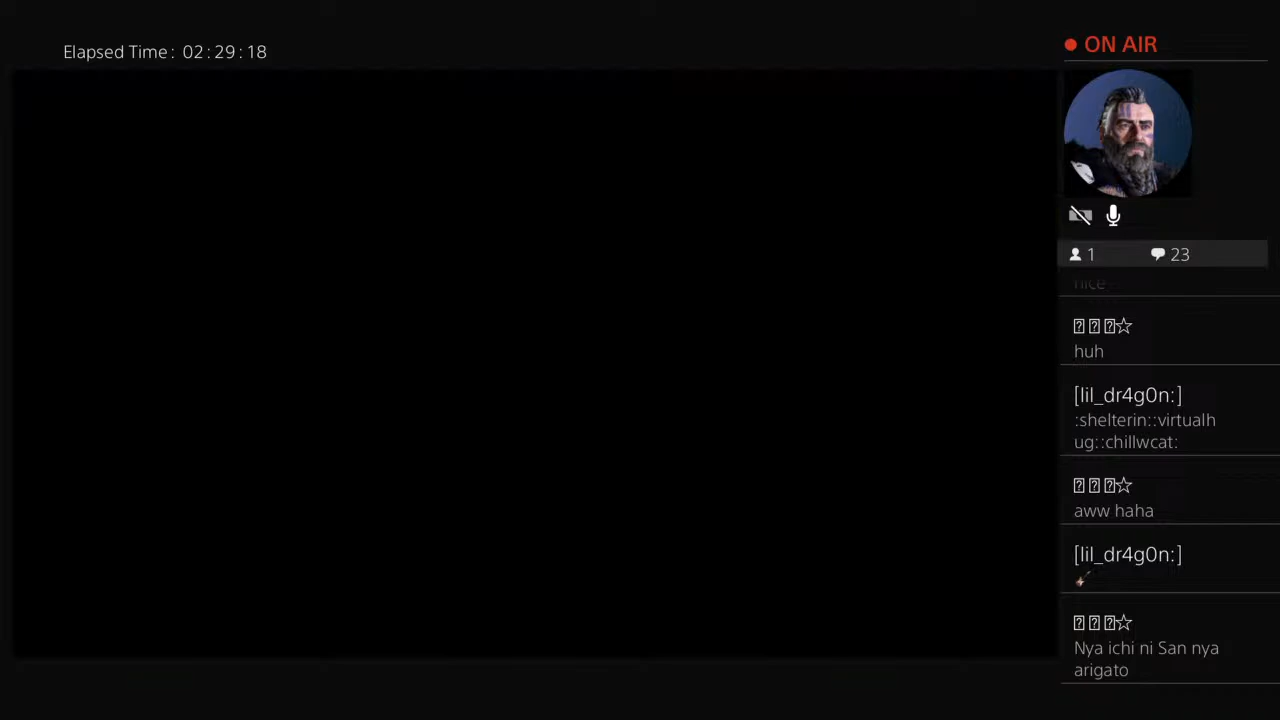 Elapsed Time: 02:29:18
ON AIR
1 23
nice
☆
huh
[lil_dr4g0n:]
:shelterin::virtualh
ug::chillwcat:
☆
aww haha
[lil_dr4g0n:]
☆
Nya ichi ni San nya
arigato